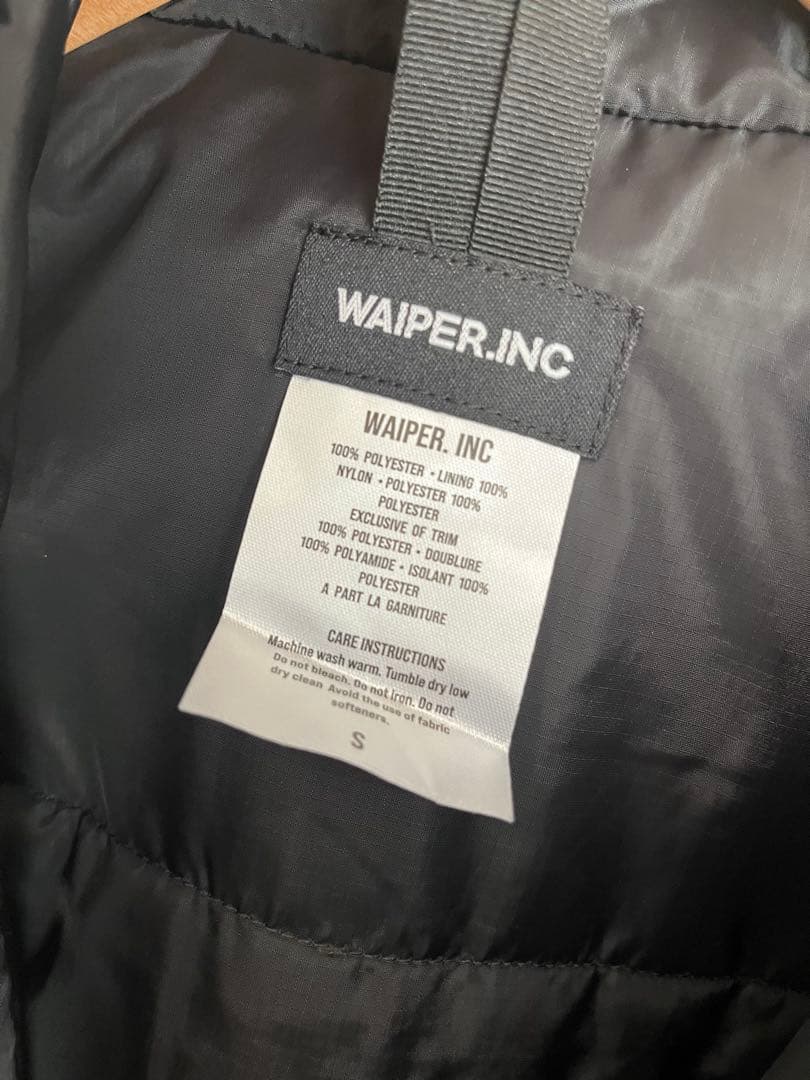 WAIPER.INC
WAIPER. INC
100% POLYESTER • LINING 100%
NYLON • POLYESTER 100%
POLYESTER
EXCLUSIVE OF TRIM
100% POLYESTER • DOUBLURE
100% POLYAMIDE • ISOLANT 100%
POLYESTER
A PART LA GARNITURE
CARE INSTRUCTIONS
Machine wash warm. Tumble dry low
Do not bleach. Do not Iron. Do not
dry clean Avoid the use of fabric
softeners.
S